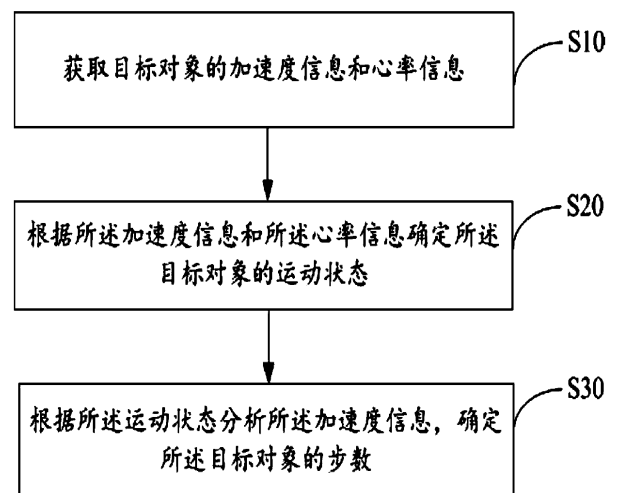 获取目标对象的加速度信息和心率信息
S10
根据所述加速度信息和所述心率信息确定所述
目标对象的运动状态
S20
根据所述运动状态分析所述加速度信息，确定
所述目标对象的步数
S30